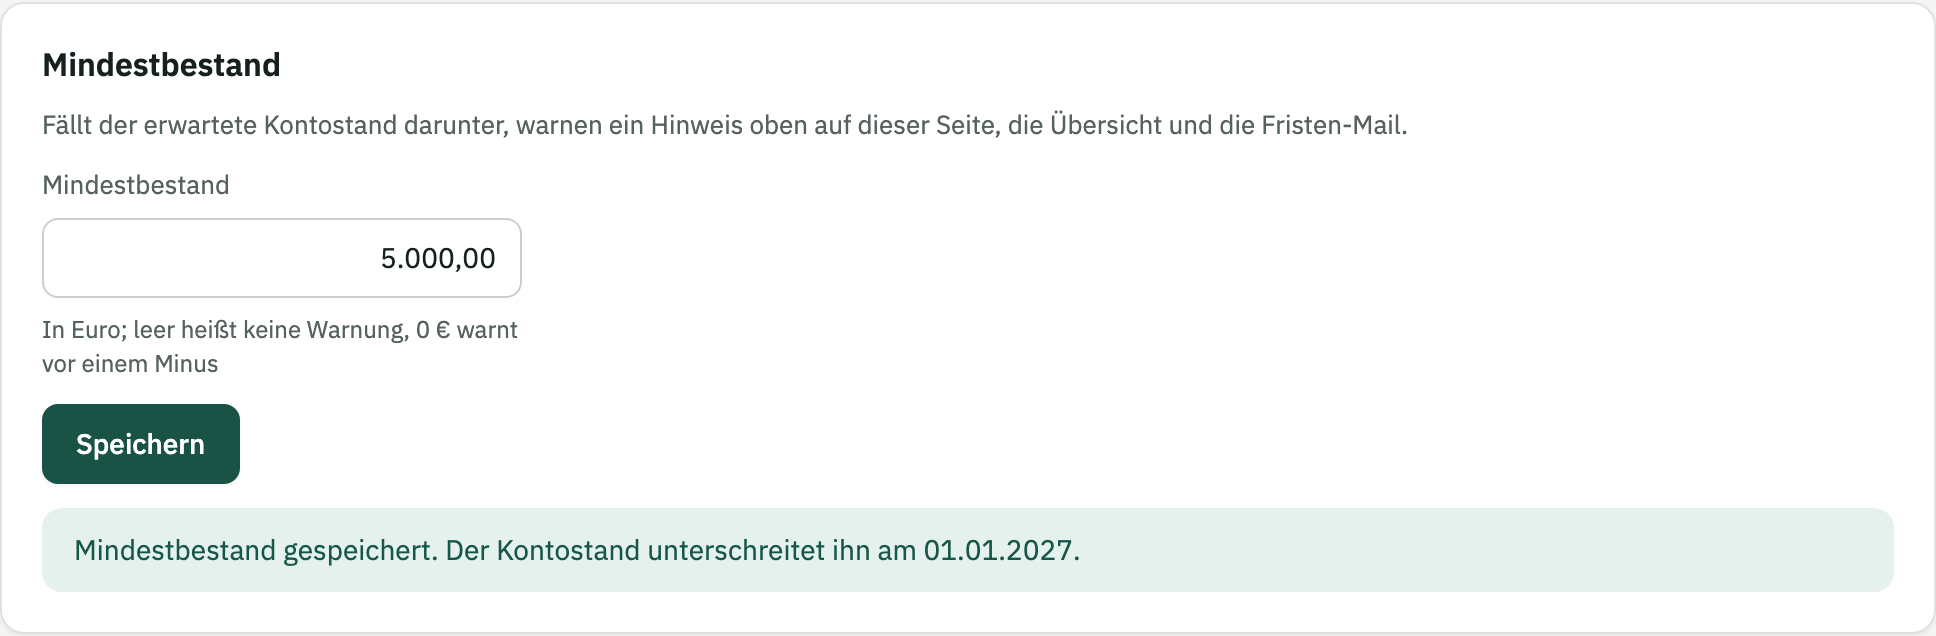 Mindestbestand
Fällt der erwartete Kontostand darunter, warnen ein Hinweis oben auf dieser Seite, die Übersicht und die Fristen-Mail.
Mindestbestand
5.000,00
In Euro; leer heißt keine Warnung, 0 € warnt
vor einem Minus
Speichern
Mindestbestand gespeichert. Der Kontostand unterschreitet ihn am 01.01.2027.